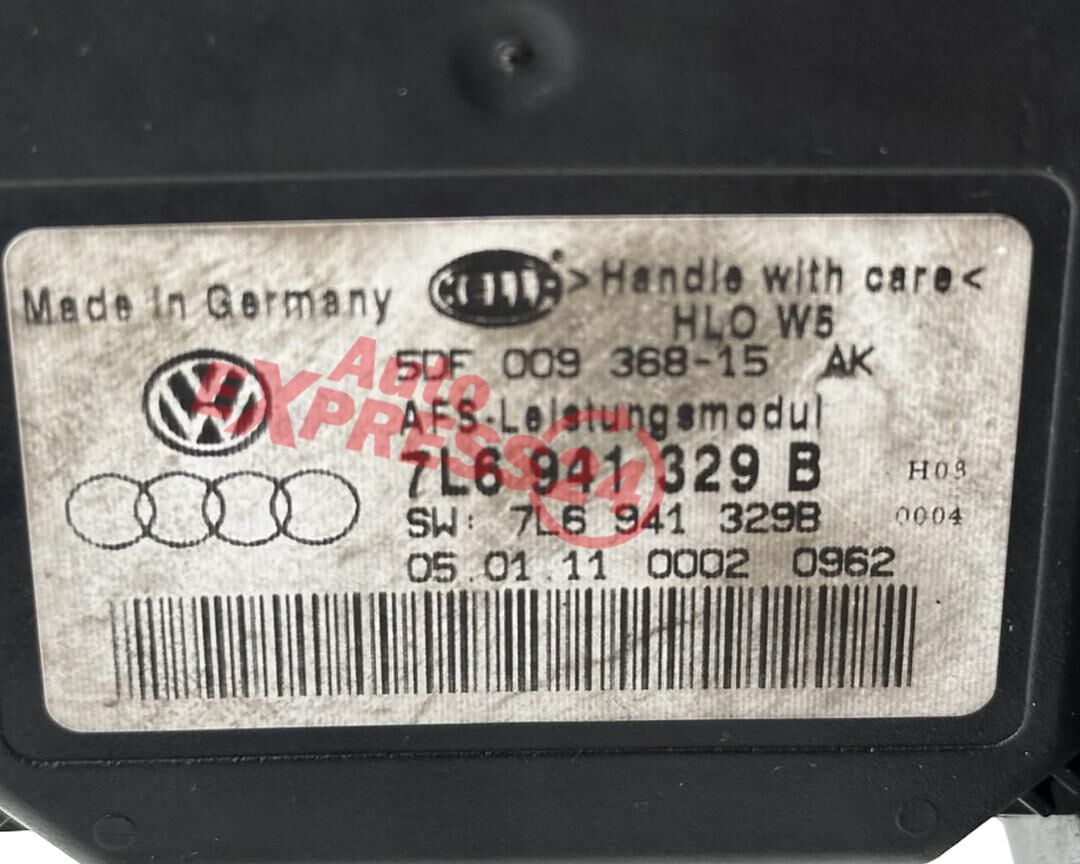 Made in Germany
HELLA
>Handle with care<
HLO W5
5DF 009 368-15 AK
AFS-Leistungsmodul
7L6 941 329 B
H03
SW: 7L6 941 329B
0004
05.01.11 0002 0962
Auto
EXPRESS24